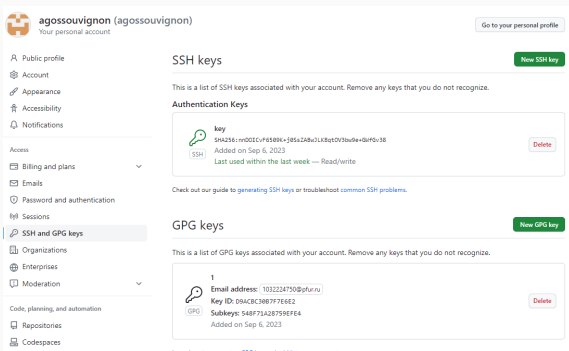 agossouvignon (agossouvignon)
Your personal account
Go to your personal profile
Public profile
Account
Appearance
Accessibility
Notifications
Access
Billing and plans
Emails
Password and authentication
Sessions
SSH and GPG keys
Organizations
Enterprises
Moderation
Code, planning, and automation
Repositories
Codespaces
SSH keys
New SSH key
This is a list of SSH keys associated with your account. Remove any keys that you do not recognize.
Authentication Keys
key
Added on Sep 6, 2023
Last used within the last week — Read/write
SSH
Delete
Check out our guide to generating SSH keys or troubleshoot common SSH problems.
GPG keys
New GPG key
This is a list of GPG keys associated with your account. Remove any keys that you do not recognize.
1
Email address: 1032224750@pfur.ru
Key ID: D9ACBC30B7F7E6E2
Subkeys: 548F71A28759EFE4
Added on Sep 6, 2023
GPG
Delete